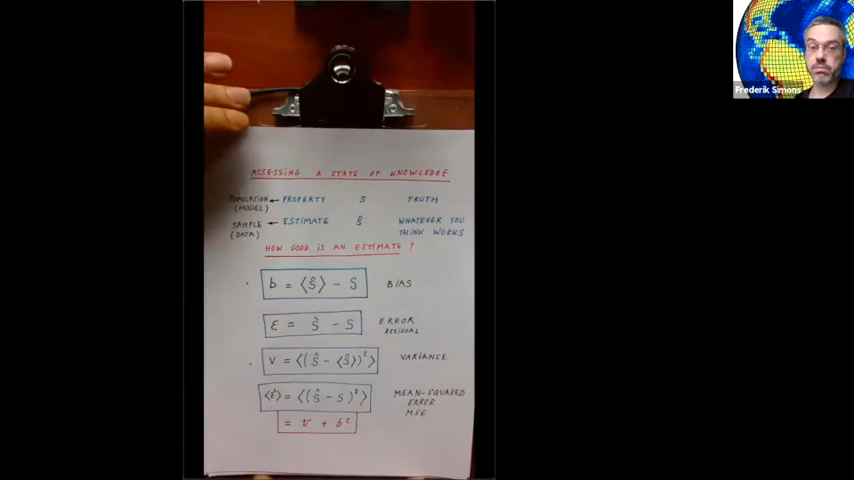 ASSESSING A STATE OF KNOWLEDGE
POPULATION ← PROPERTY S TRUTH
(MODEL)
SAMPLE ← ESTIMATE ŝ WHATEVER YOU
(DATA) THINK WORKS
HOW GOOD IS AN ESTIMATE?
• b = ⟨ŝ⟩ - S BIAS
ε = ŝ - S ERROR
RESIDUAL
• V = ⟨(ŝ - ⟨ŝ⟩)²⟩ VARIANCE
⟨ε²⟩ = ⟨(ŝ - S)²⟩ MEAN-SQUARED
ERROR
MSE
= v + b²
Frederik Simons